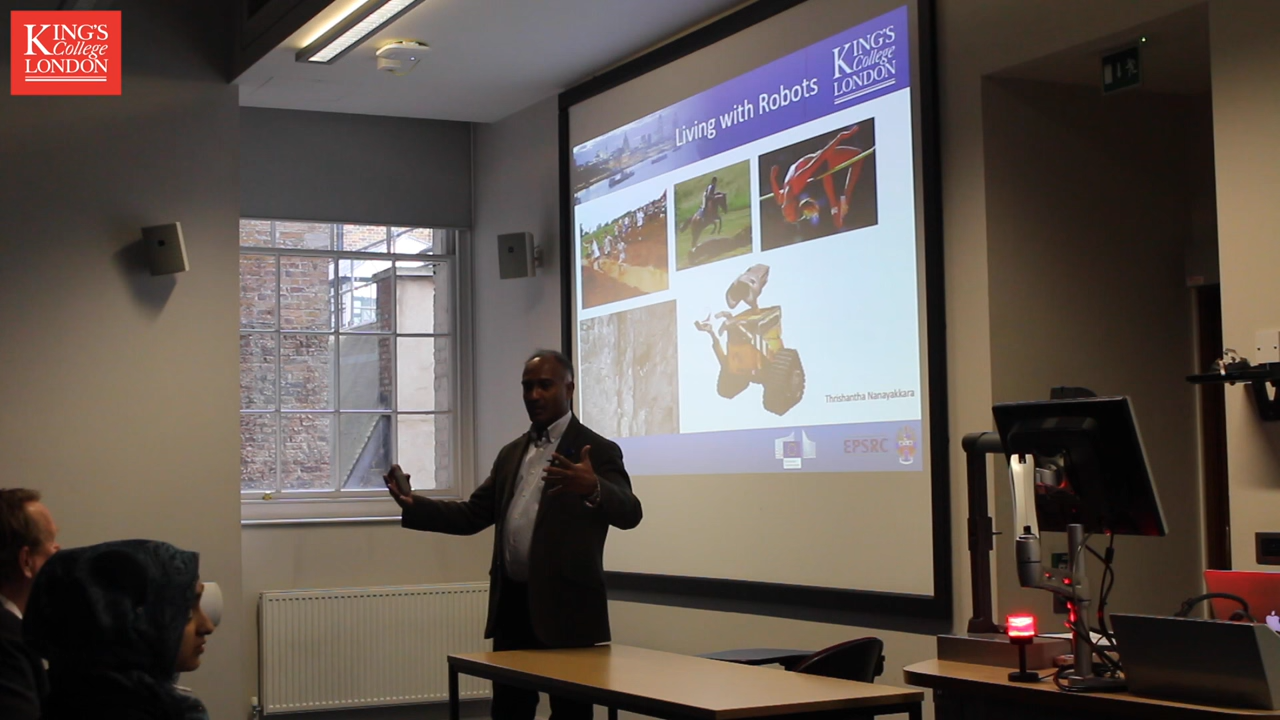 KING'S
College
LONDON
Living with Robots
KING'S
College
LONDON
Thrishantha Nanayakkara
EPSRC